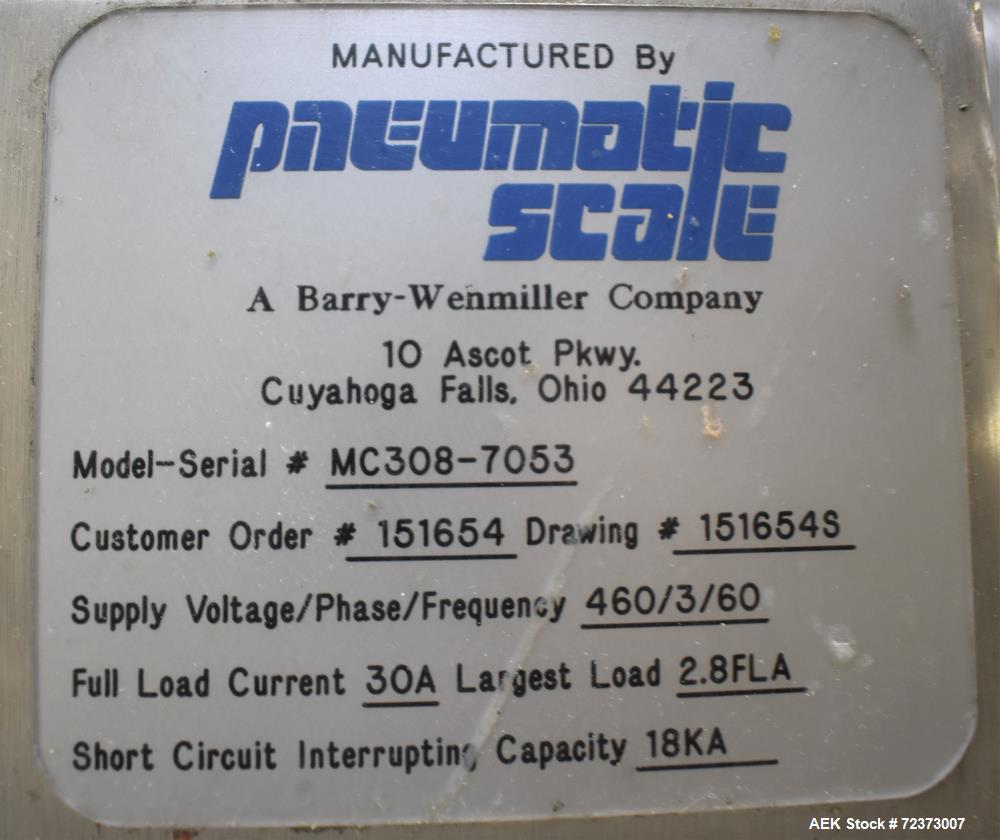 MANUFACTURED By
pneumatic
scale
A Barry-Wehmiller Company
10 Ascot Pkwy.
Cuyahoga Falls, Ohio 44223
Model-Serial # MC308-7053
Customer Order # 151654 Drawing # 151654S
Supply Voltage/Phase/Frequency 460/3/60
Full Load Current 30A Largest Load 2.8FLA
Short Circuit Interrupting Capacity 18KA
AEK Stock # 72373007